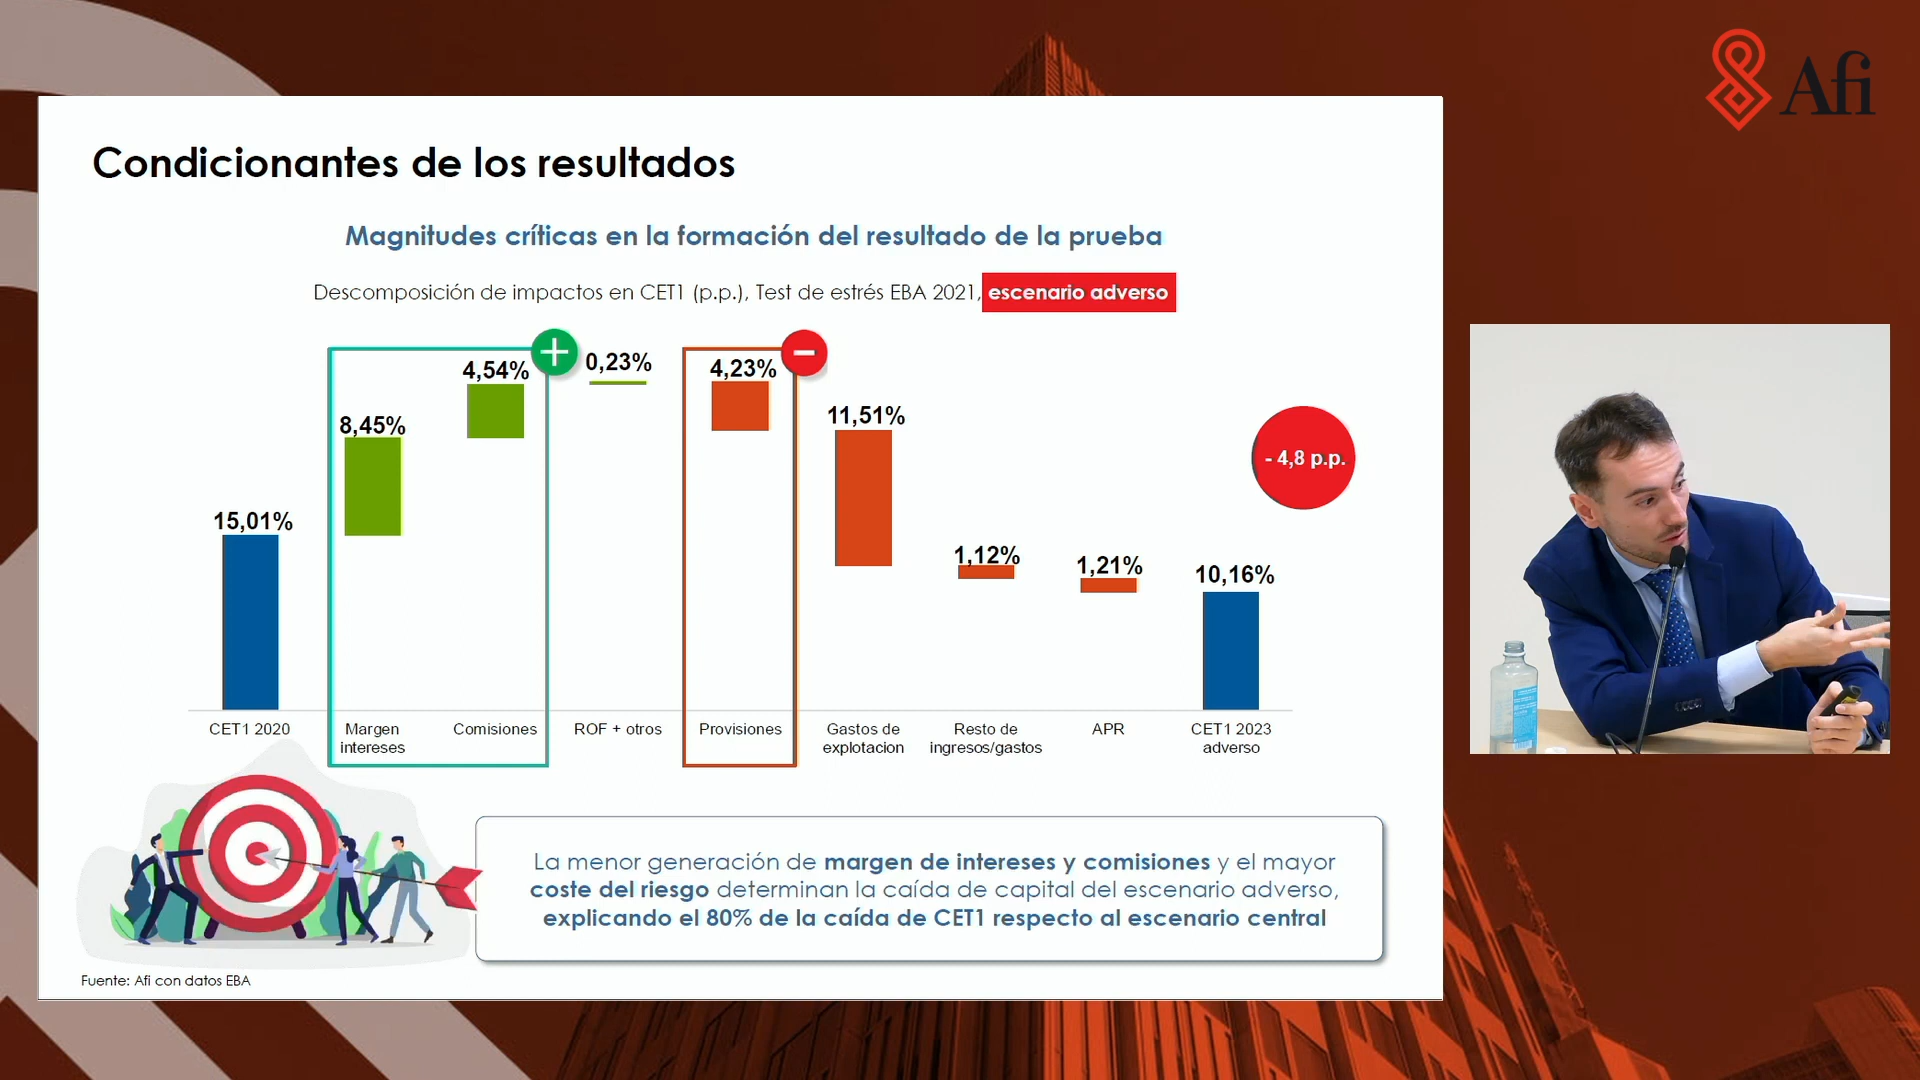 Afi
Condicionantes de los resultados
Magnitudes críticas en la formación del resultado de la prueba
Descomposición de impactos en CET1 (p.p.), Test de estrés EBA 2021, escenario adverso
15,01%
8,45%
4,54%
0,23%
4,23%
11,51%
1,12%
1,21%
10,16%
- 4,8 p.p.
CET1 2020
Margen
intereses
Comisiones
ROF + otros
Provisiones
Gastos de
explotacion
Resto de
ingresos/gastos
APR
CET1 2023
adverso
La menor generación de margen de intereses y comisiones y el mayor
coste del riesgo determinan la caída de capital del escenario adverso,
explicando el 80% de la caída de CET1 respecto al escenario central
Fuente: Afi con datos EBA